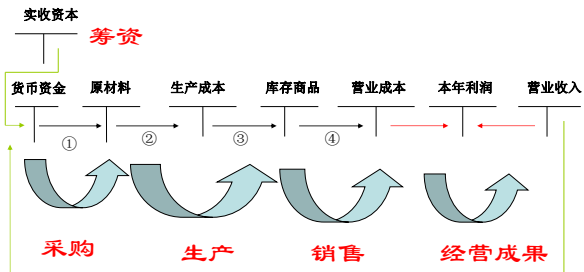 实收资本
筹资
货币资金 原材料 生产成本 库存商品 营业成本 本年利润 营业收入
① ② ③ ④
采购 生产 销售 经营成果